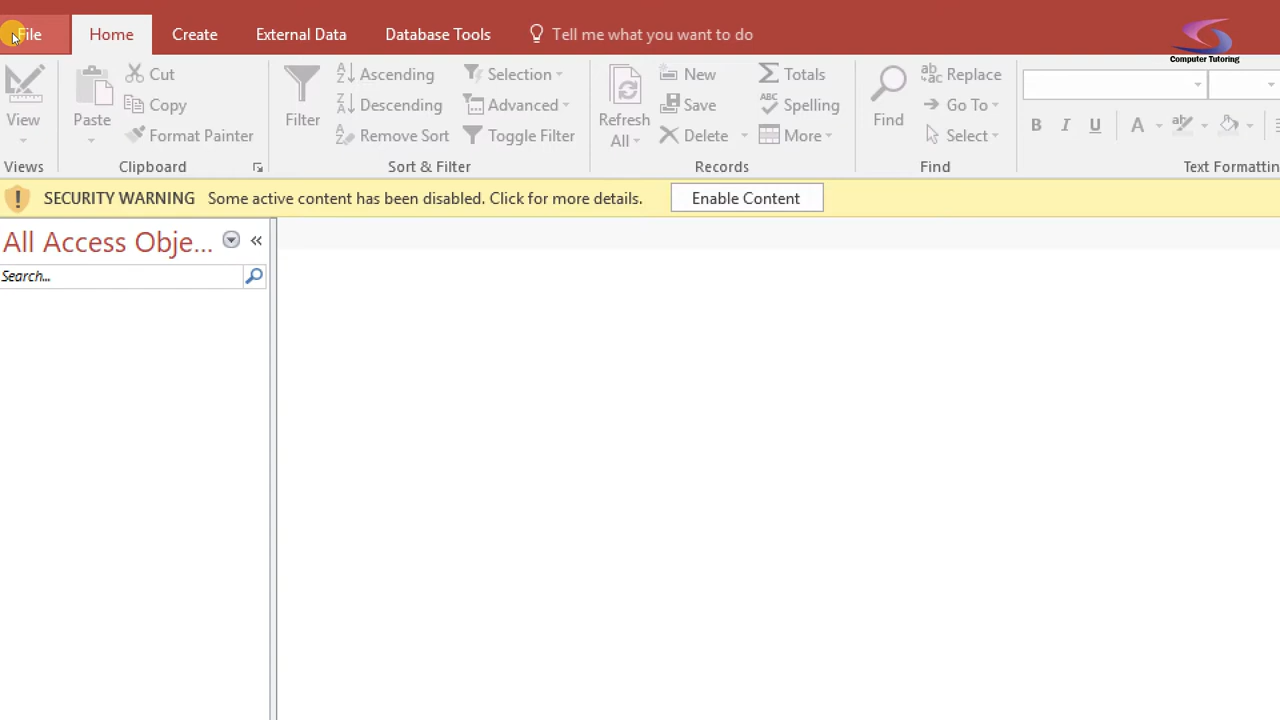 File Home Create External Data Database Tools Tell me what you want to do
Computer Tutoring
View
Paste
Cut
Copy
Format Painter
Filter
Ascending
Descending
Remove Sort
Selection
Advanced
Toggle Filter
Refresh
All
New
Save
Delete
Totals
Spelling
More
Find
Replace
Go To
Select
B I U A
Views Clipboard Sort & Filter Records Find Text Formattin
SECURITY WARNING Some active content has been disabled. Click for more details. Enable Content
All Access Obje...
Search...